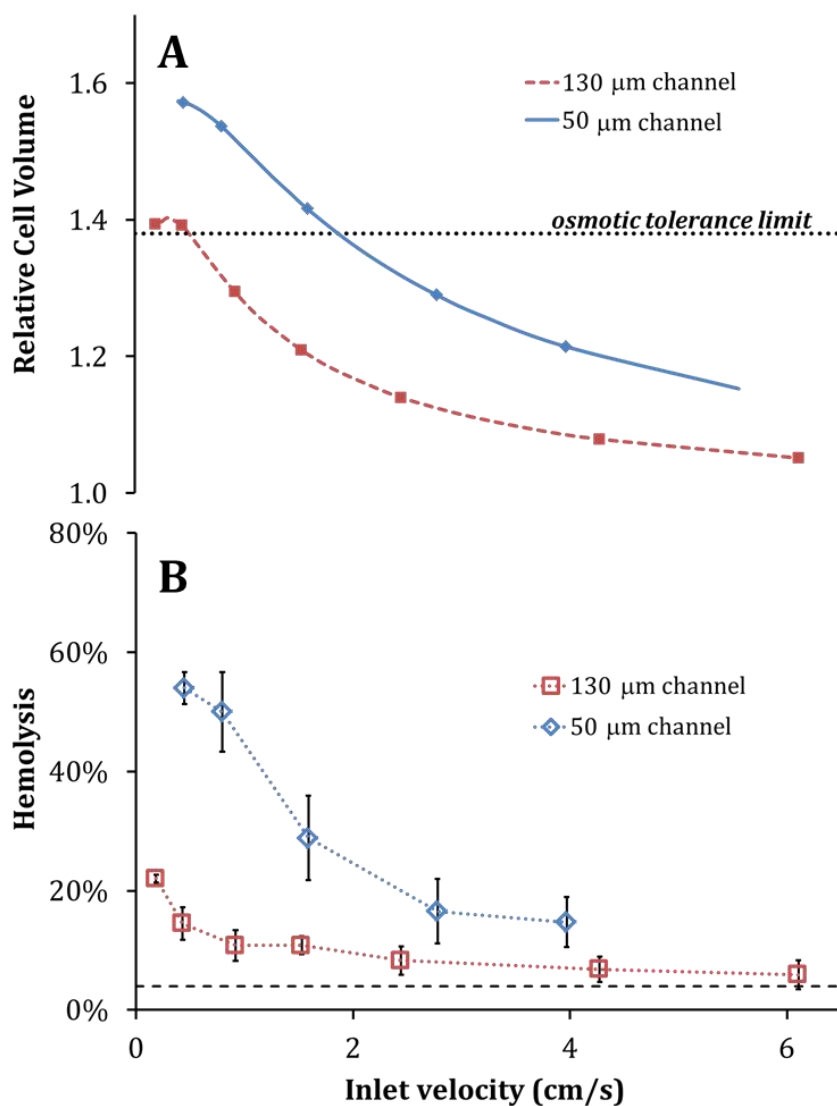 A
1.6
1.4
1.2
1.0
Relative Cell Volume
130 μm channel
50 μm channel
osmotic tolerance limit
B
80%
60%
40%
20%
0%
Hemolysis
130 μm channel
50 μm channel
0 2 4 6
Inlet velocity (cm/s)